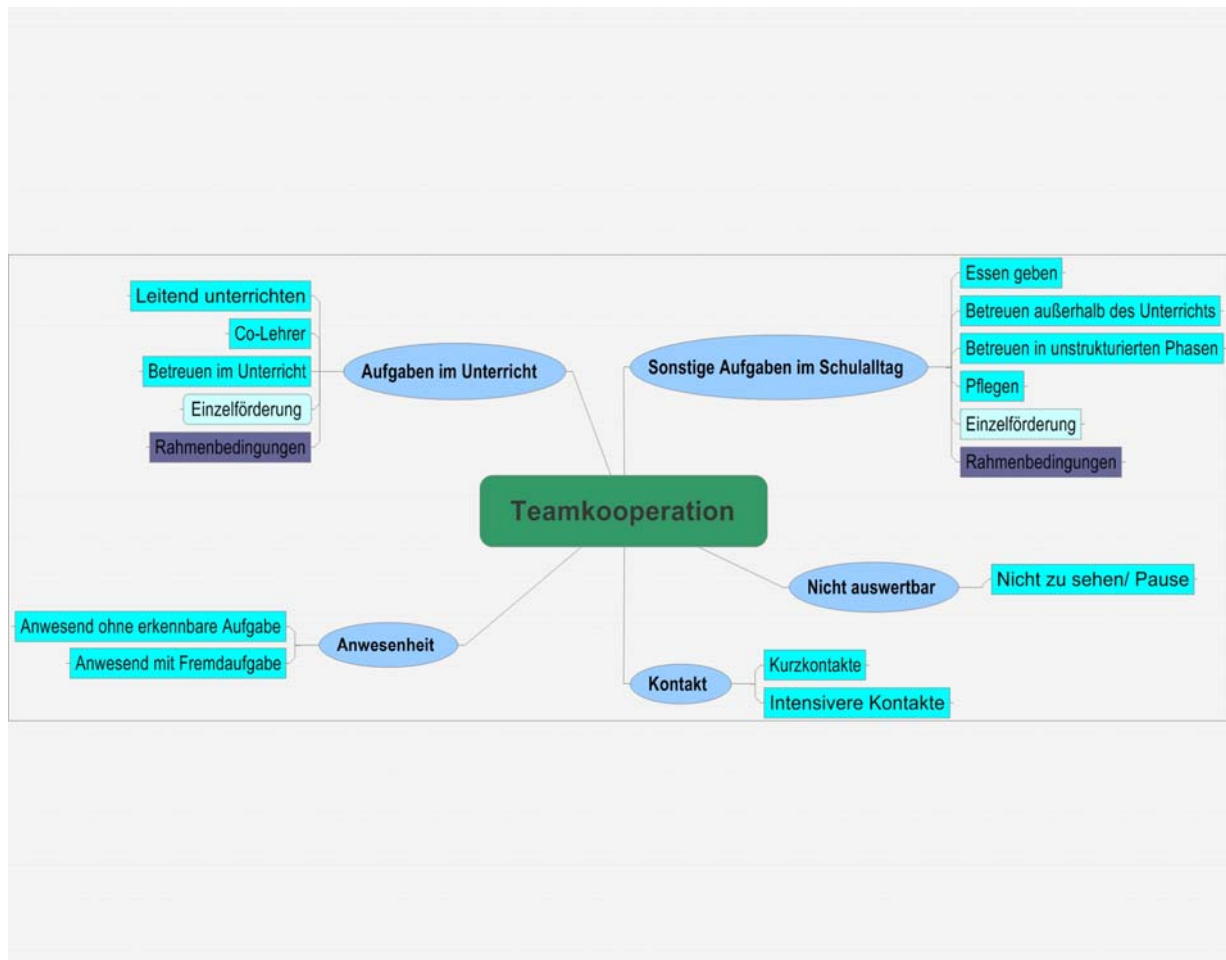 Leitend unterrichten
Co-Lehrer
Betreuen im Unterricht
Einzelförderung
Rahmenbedingungen
Aufgaben im Unterricht
Sonstige Aufgaben im Schulalltag
Essen geben
Betreuen außerhalb des Unterrichts
Betreuen in unstrukturierten Phasen
Pflegen
Einzelförderung
Rahmenbedingungen
Teamkooperation
Anwesend ohne erkennbare Aufgabe
Anwesend mit Fremdaufgabe
Anwesenheit
Nicht auswertbar
Nicht zu sehen/ Pause
Kontakt
Kurzkontakte
Intensivere Kontakte